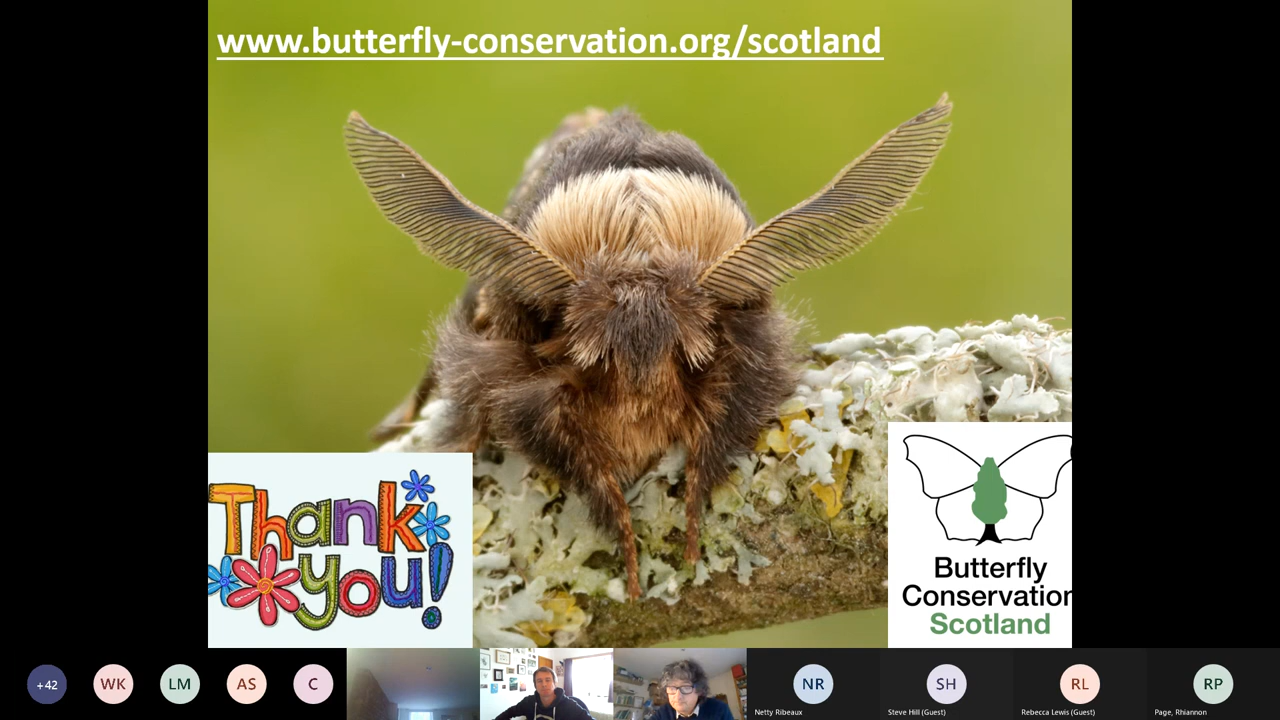 www.butterfly-conservation.org/scotland
Thank
you!
Butterfly
Conservation
Scotland
+42
WK
LM
AS
C
NR
SH
RL
RP
Netty Ribeaux
Steve Hill (Guest)
Rebecca Lewis (Guest)
Page, Rhiannon